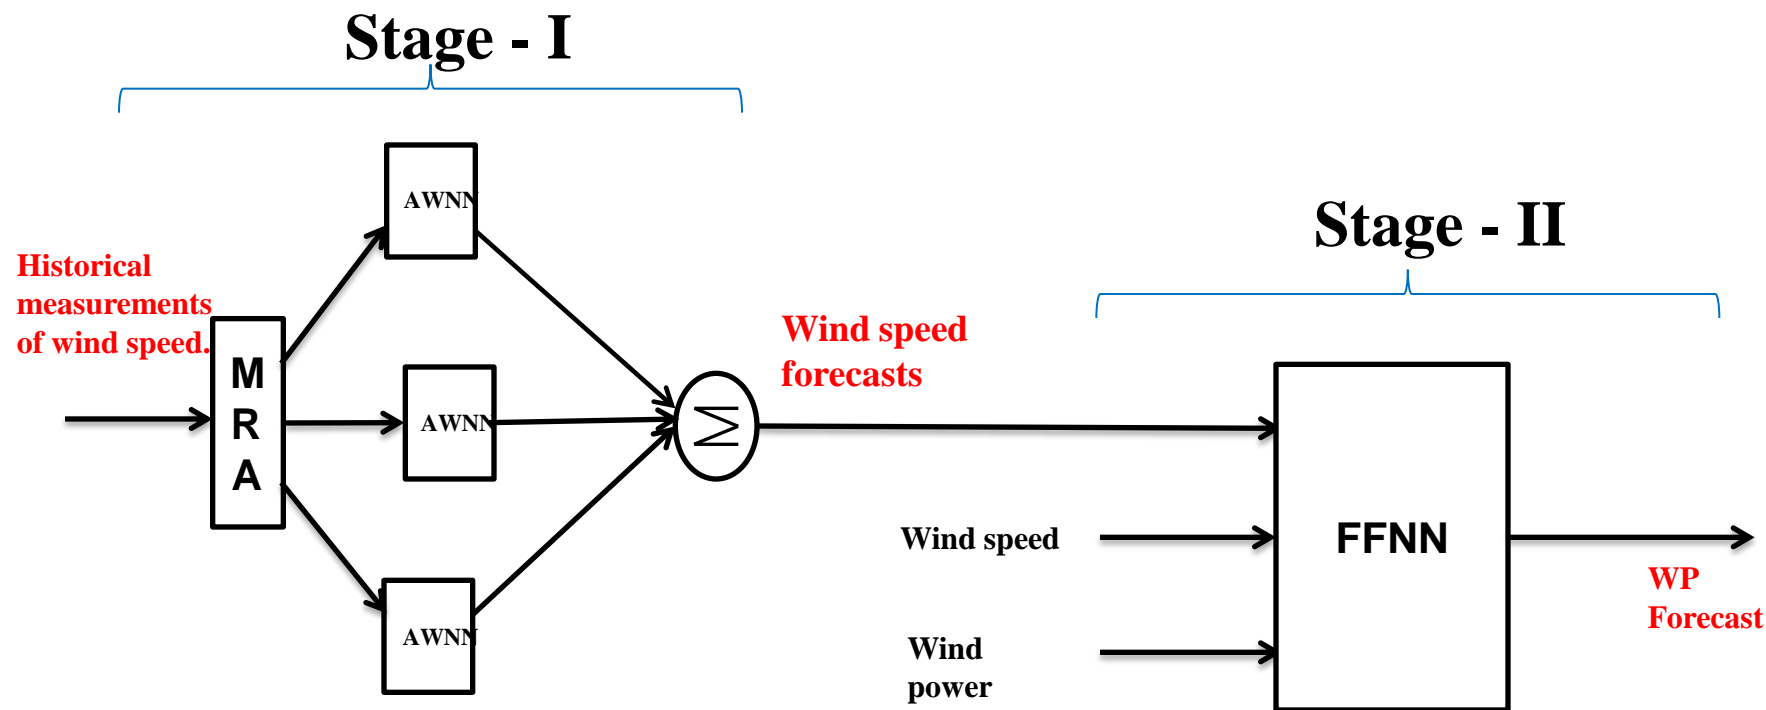 Stage - I
AWNN
Stage - II
Historical
measurements
of wind speed.
Wind speed
forecasts
M
R
A
AWNN
∑
Wind speed
FFNN
WP
Forecast
AWNN
Wind
power